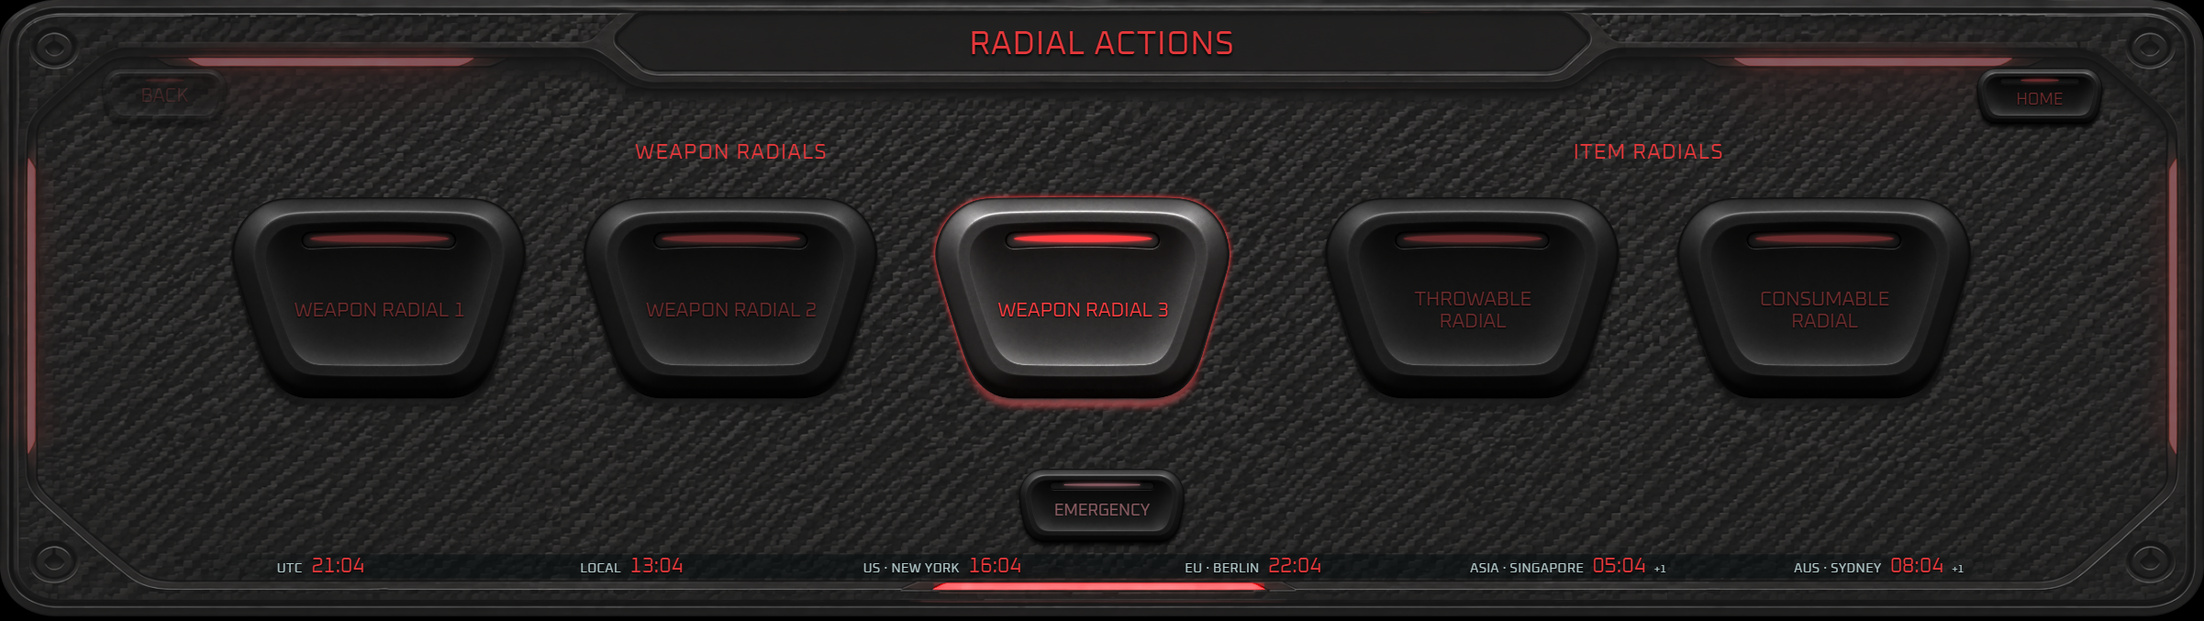 RADIAL ACTIONS
BACK
HOME
WEAPON RADIALS
ITEM RADIALS
WEAPON RADIAL 1
WEAPON RADIAL 2
WEAPON RADIAL 3
THROWABLE
RADIAL
CONSUMABLE
RADIAL
EMERGENCY
UTC 21:04
LOCAL 13:04
US · NEW YORK 16:04
EU · BERLIN 22:04
ASIA · SINGAPORE 05:04 +1
AUS · SYDNEY 08:04 +1